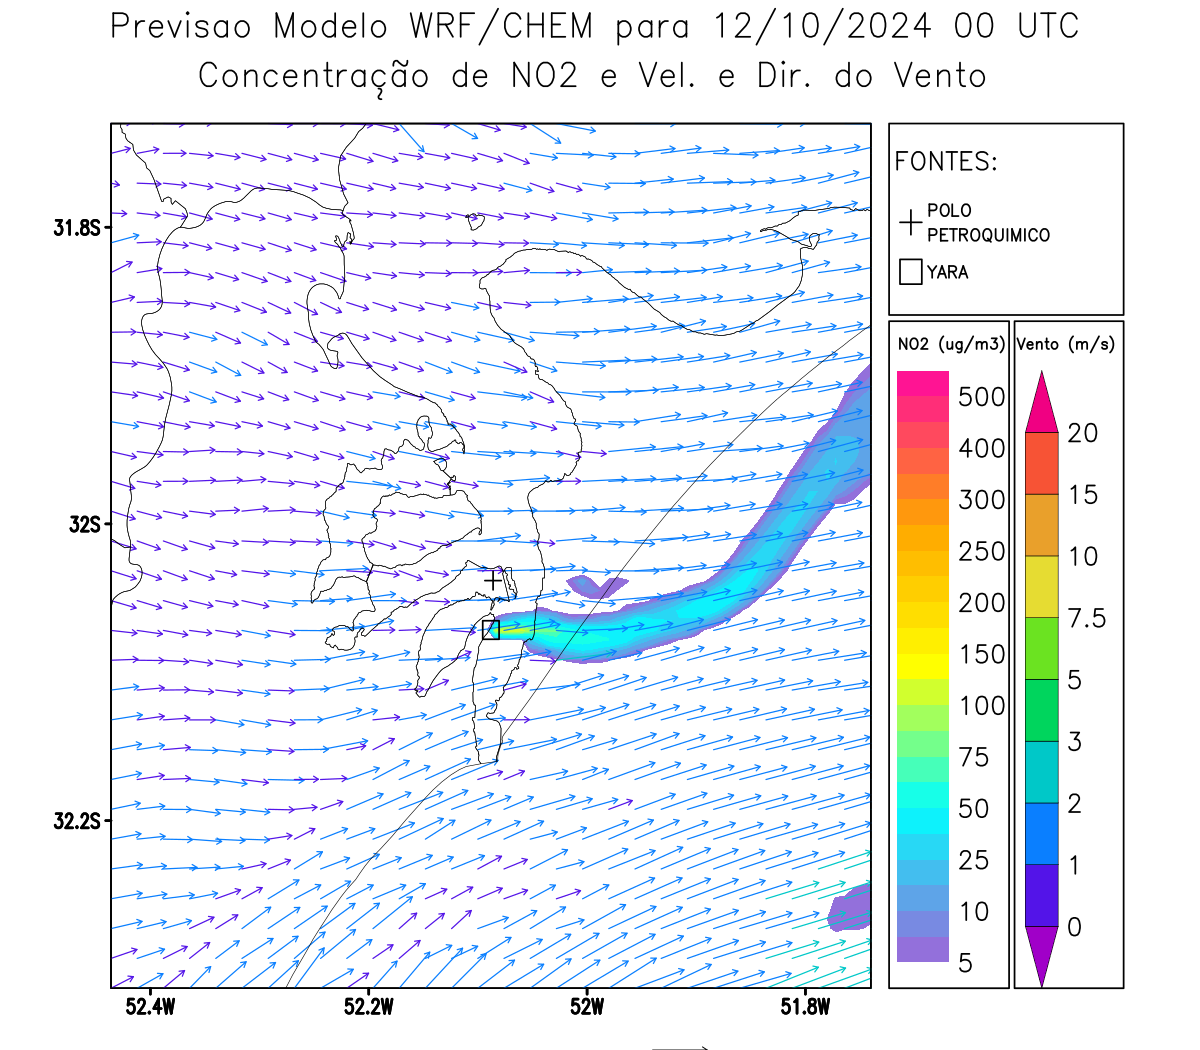 Previsao Modelo WRF/CHEM para 12/10/2024 00 UTC
Concentração de NO2 e Vel. e Dir. do Vento
FONTES:
POLO
PETROQUIMICO
YARA
NO2 (ug/m3)
500
400
300
250
200
150
100
75
50
25
10
5
Vento (m/s)
20
15
10
7.5
5
3
2
1
0
31.8S
32S
32.2S
52.4W
52.2W
52W
51.8W